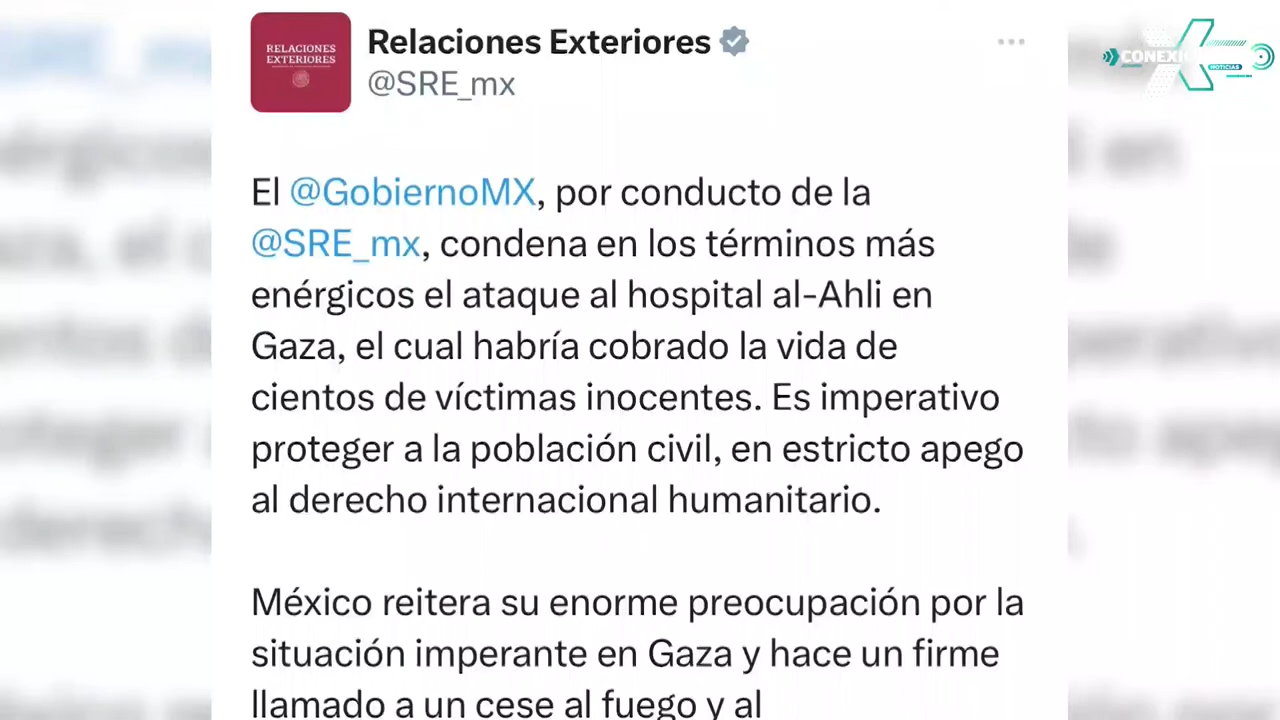 RELACIONES
EXTERIORES
Relaciones Exteriores
@SRE_mx
CONEXI
NOTICIAS
El @GobiernoMX, por conducto de la
@SRE_mx, condena en los términos más
enérgicos el ataque al hospital al-Ahli en
Gaza, el cual habría cobrado la vida de
cientos de víctimas inocentes. Es imperativo
proteger a la población civil, en estricto apego
al derecho internacional humanitario.
México reitera su enorme preocupación por la
situación imperante en Gaza y hace un firme
llamado a un cese al fuego y al